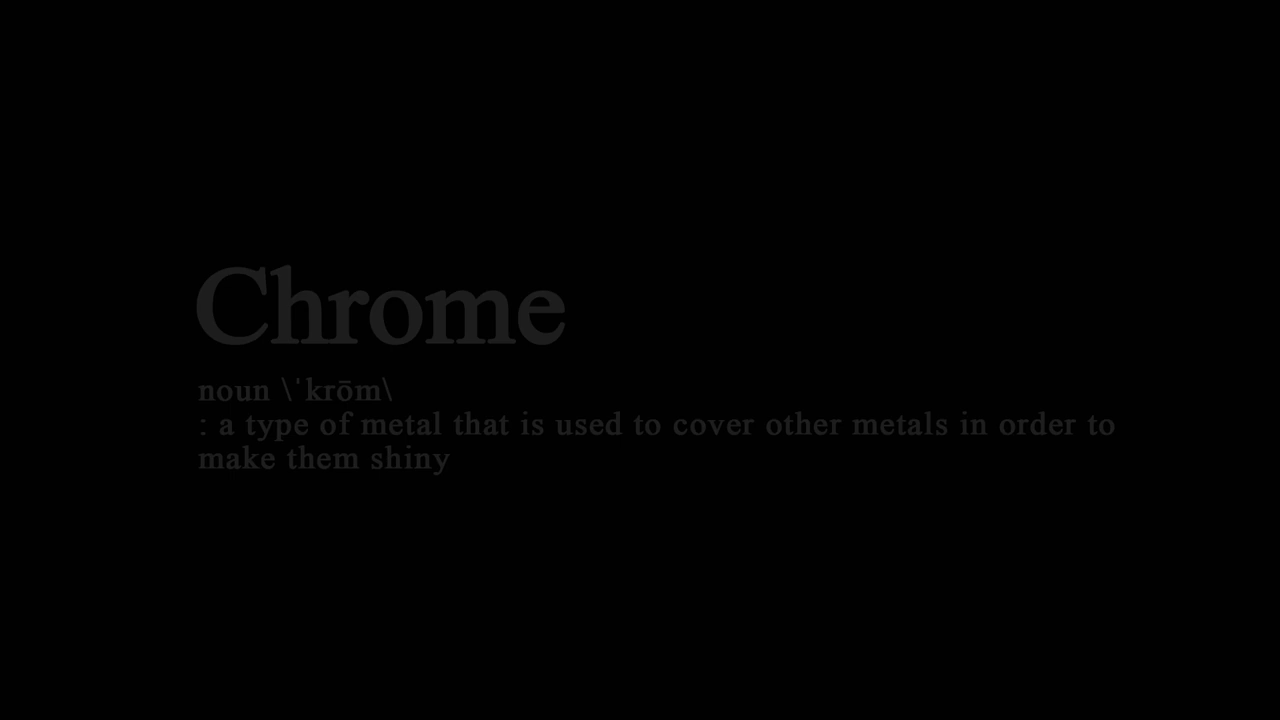 Chrome
noun \ˈkrōm\
: a type of metal that is used to cover other metals in order to
make them shiny